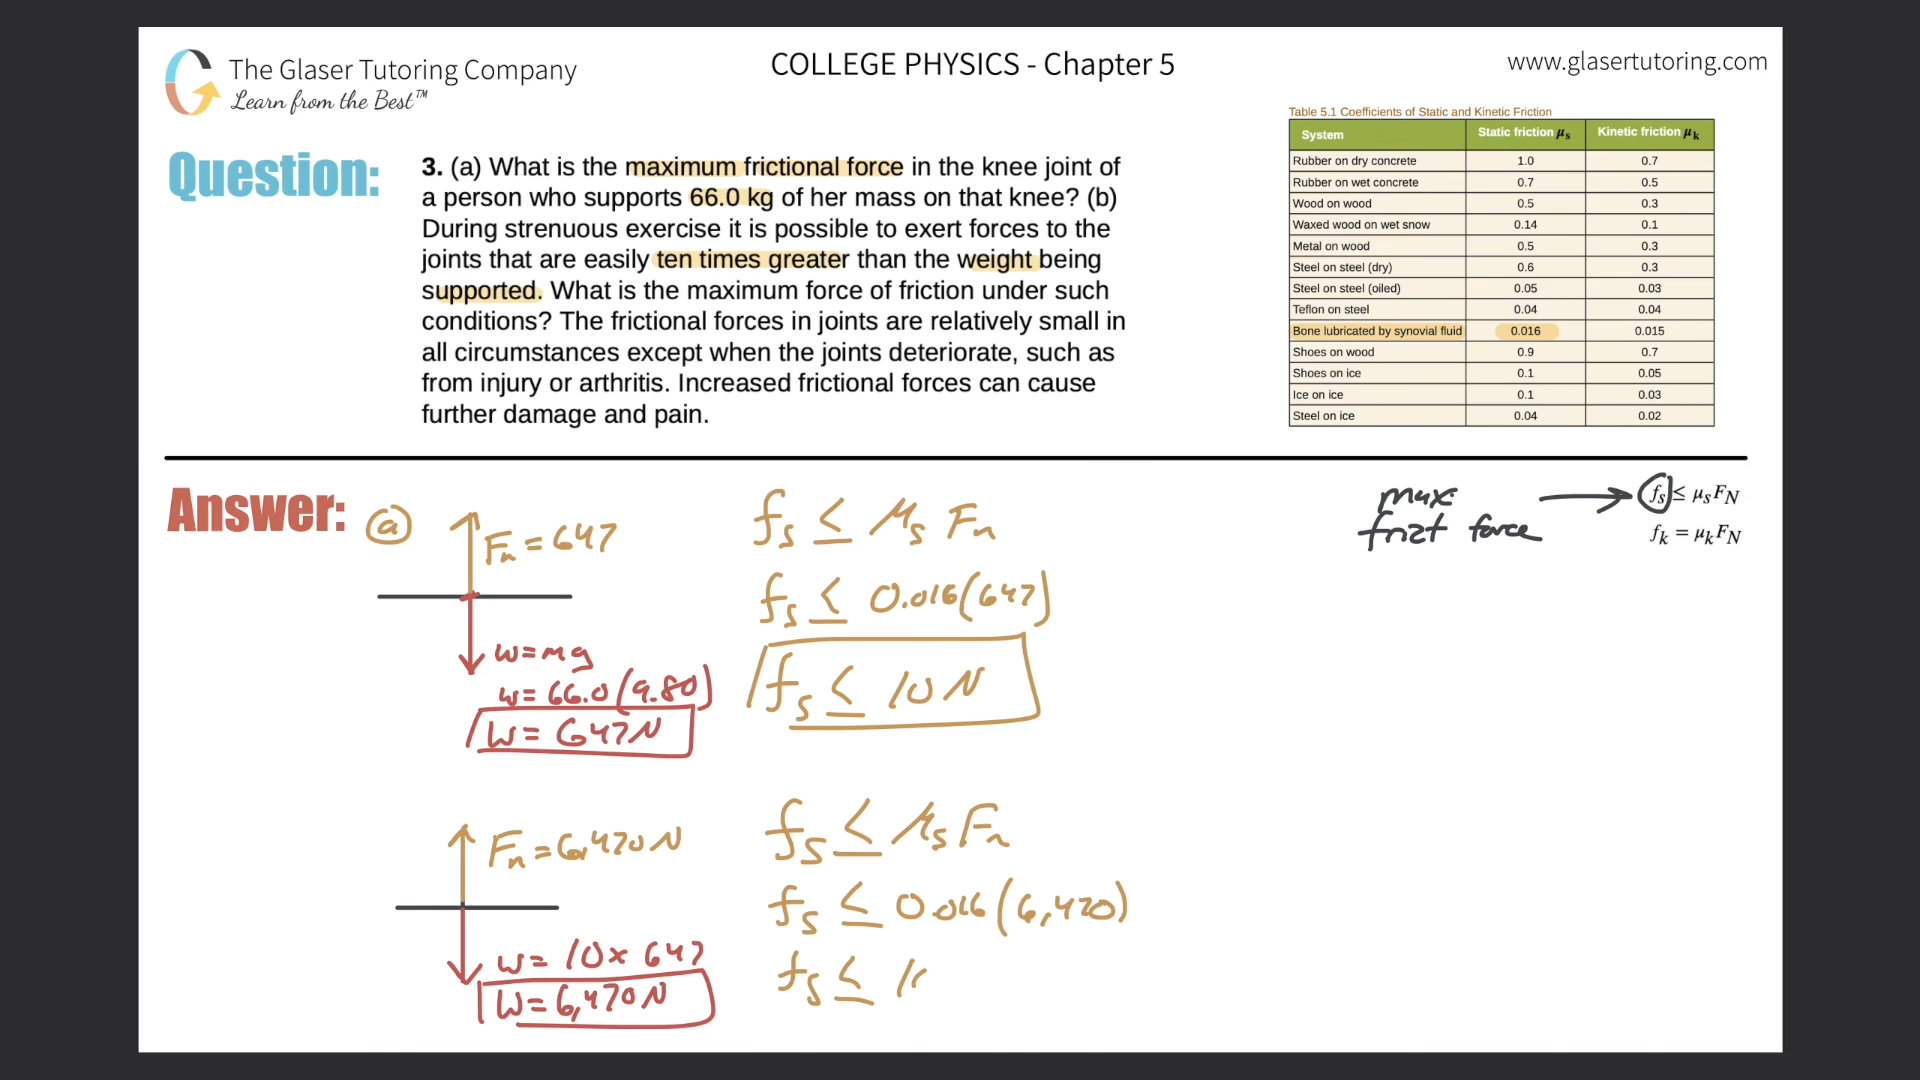 The Glaser Tutoring Company
Learn from the Best™
COLLEGE PHYSICS - Chapter 5
www.glasertutoring.com
Question:
3. (a) What is the maximum frictional force in the knee joint of
a person who supports 66.0 kg of her mass on that knee? (b)
During strenuous exercise it is possible to exert forces to the
joints that are easily ten times greater than the weight being
supported. What is the maximum force of friction under such
conditions? The frictional forces in joints are relatively small in
all circumstances except when the joints deteriorate, such as
from injury or arthritis. Increased frictional forces can cause
further damage and pain.
Table 5.1 Coefficients of Static and Kinetic Friction
System Static friction μs Kinetic friction μk
Rubber on dry concrete 1.0 0.7
Rubber on wet concrete 0.7 0.5
Wood on wood 0.5 0.3
Waxed wood on wet snow 0.14 0.1
Metal on wood 0.5 0.3
Steel on steel (dry) 0.6 0.3
Steel on steel (oiled) 0.05 0.03
Teflon on steel 0.04 0.04
Bone lubricated by synovial fluid 0.016 0.015
Shoes on wood 0.9 0.7
Shoes on ice 0.1 0.05
Ice on ice 0.1 0.03
Steel on ice 0.04 0.02
Answer:
(a)
Fn = 647
w = mg
w = 66.0 (9.80)
W = 647N
fs ≤ μs Fn
fs ≤ 0.016(647)
fs ≤ 10 N
max
frict force
fs ≤ μsFN
fk = μkFN
Fn = 6,470 N
w = 10 x 647
W = 6,470 N
fs ≤ μs Fn
fs ≤ 0.016 (6,470)
fs ≤ 1